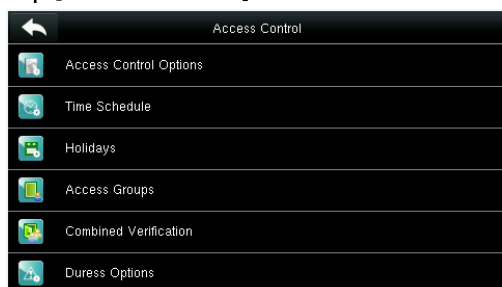 Access Control
Access Control Options
Time Schedule
Holidays
Access Groups
Combined Verification
Duress Options